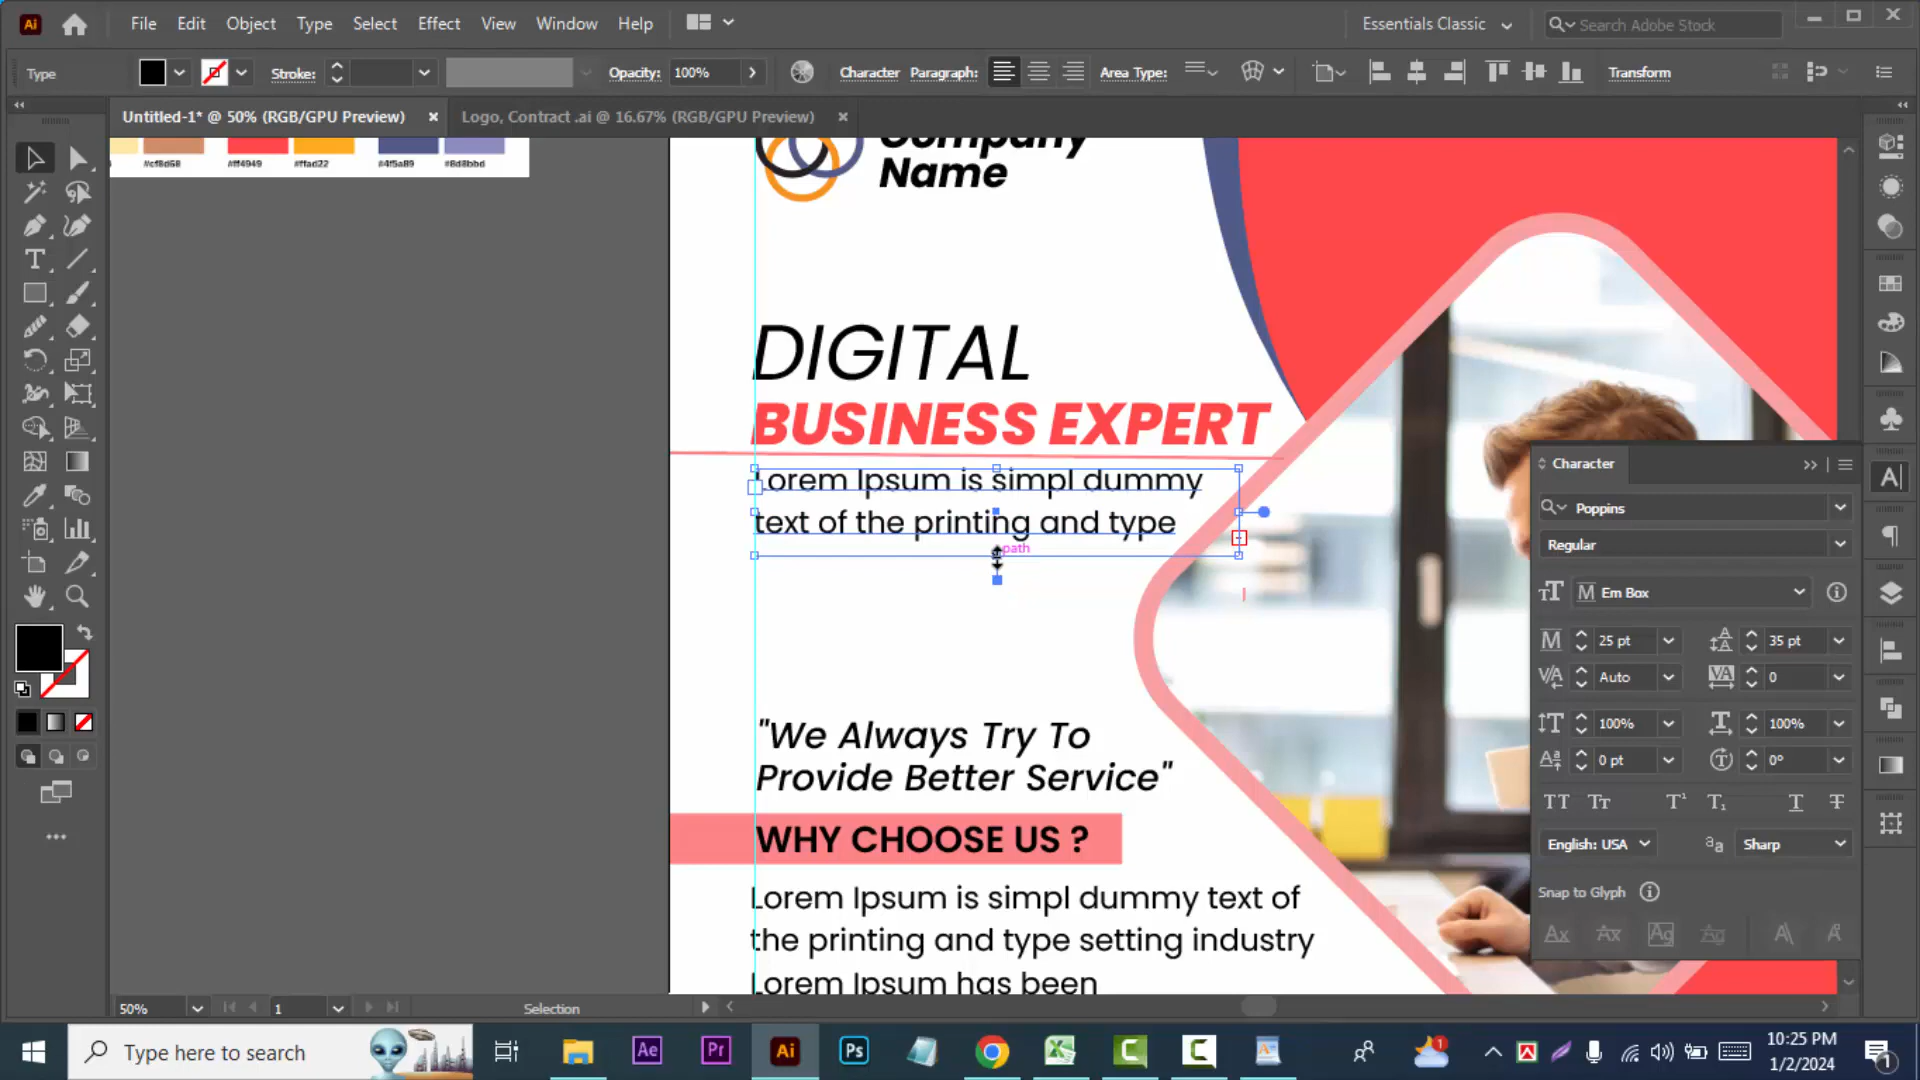 Ai
File Edit Object Type Select Effect View Window Help
Essentials Classic
Search Adobe Stock
Type
Stroke:
Opacity: 100%
Character
Paragraph:
Area Type:
Transform
Untitled-1* @ 50% (RGB/GPU Preview)
Logo, Contract .ai @ 16.67% (RGB/GPU Preview)
#cf8d68 #ff4949 #ffad22 #4f5a89 #8d8bbd
Company
Name
DIGITAL
BUSINESS EXPERT
Lorem Ipsum is simpl dummy
text of the printing and type
path
"We Always Try To
Provide Better Service"
WHY CHOOSE US ?
Lorem Ipsum is simpl dummy text of
the printing and type setting industry
Lorem Ipsum has been
Character
Poppins
Regular
Em Box
25 pt 35 pt
Auto 0
100% 100%
0 pt 0°
English: USA Sharp
Snap to Glyph
50% 1 Selection
Type here to search
Ae Pr Ai Ps
10:25 PM
1/2/2024